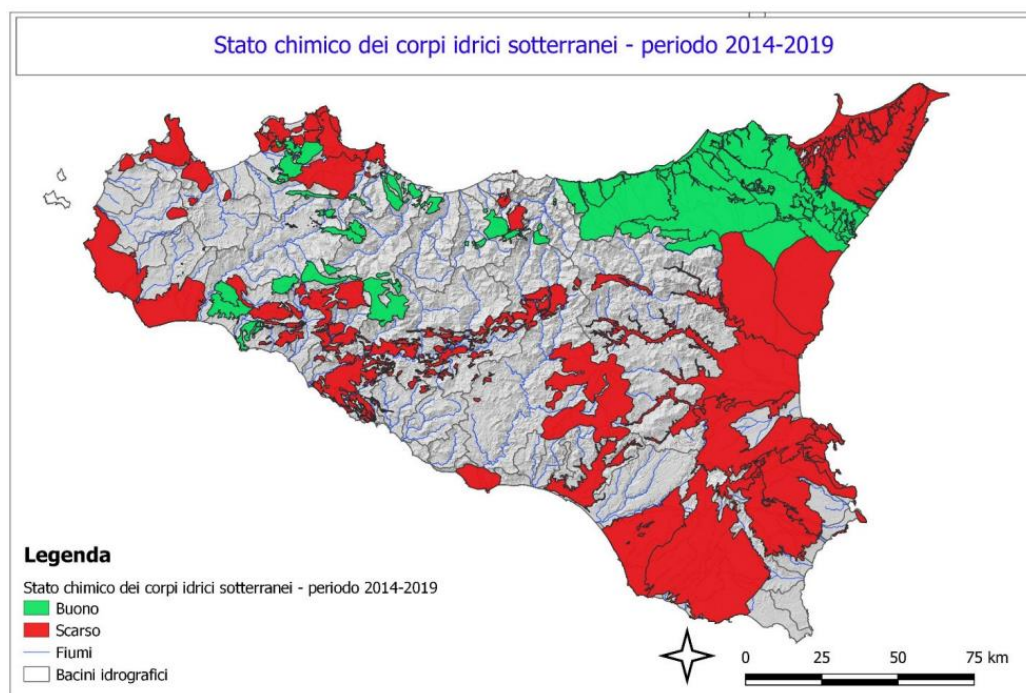 Stato chimico dei corpi idrici sotterranei - periodo 2014-2019
Legenda
Stato chimico dei corpi idrici sotterranei - periodo 2014-2019
Buono
Scarso
Fiumi
Bacini idrografici
0 25 50 75 km